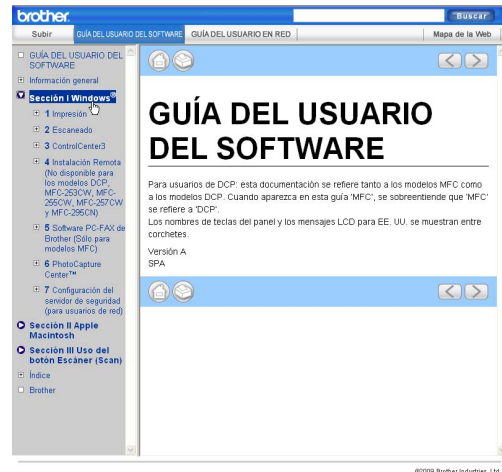 brother
Buscar
Subir
GUÍA DEL USUARIO DEL SOFTWARE
GUÍA DEL USUARIO EN RED
Mapa de la Web
GUÍA DEL USUARIO DEL
SOFTWARE
Información general
Sección I Windows®
1 Impresión
2 Escaneado
3 ControlCenter3
4 Instalación Remota
(No disponible para
los modelos DCP,
MFC-253CW, MFC-
255CW, MFC-257CW
y MFC-295CN)
5 Software PC-FAX de
Brother (Sólo para
modelos MFC)
6 PhotoCapture
Center™
7 Configuración del
servidor de seguridad
(para usuarios de red)
Sección II Apple
Macintosh
Sección III Uso del
botón Escáner (Scan)
Índice
Brother
GUÍA DEL USUARIO
DEL SOFTWARE
Para usuarios de DCP: esta documentación se refiere tanto a los modelos MFC como
a los modelos DCP. Cuando aparezca en esta guía 'MFC', se sobreentiende que 'MFC'
se refiere a 'DCP'.
Los nombres de teclas del panel y los mensajes LCD para EE. UU. se muestran entre
corchetes.
Versión A
SPA
©2009 Brother Industries, Ltd.